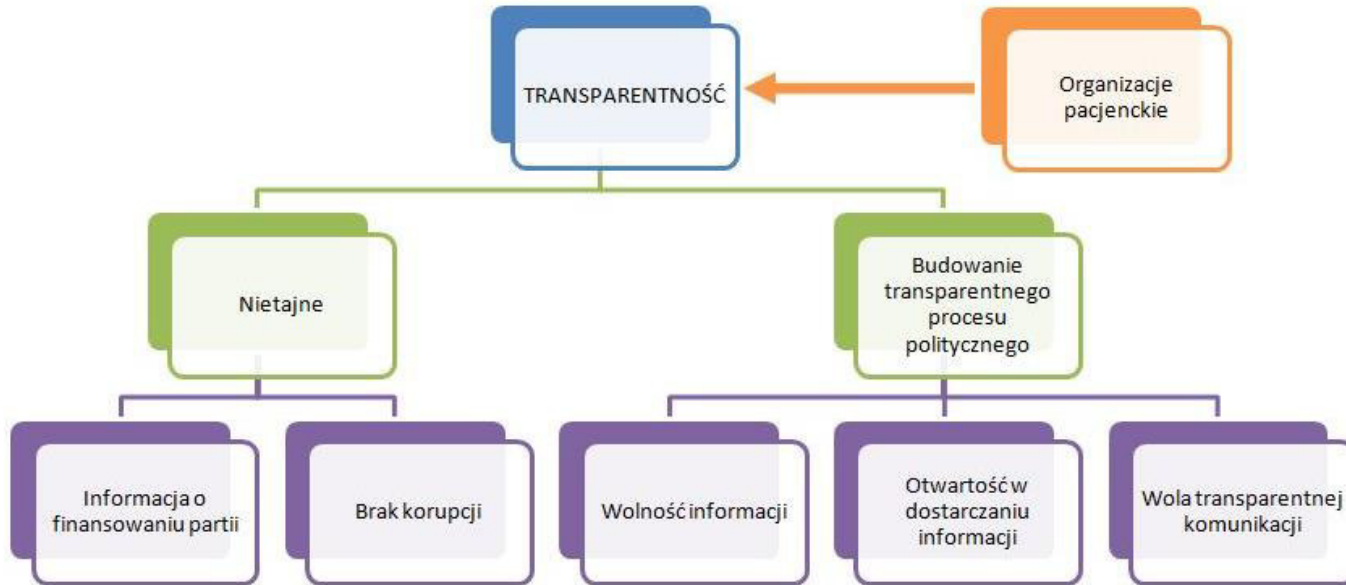 TRANSPARENTNOŚĆ
Organizacje
pacjenckie
Nietajne
Budowanie
transparentnego
procesu
politycznego
Informacja o
finansowaniu partii
Brak korupcji
Wolność informacji
Otwartość w
dostarczaniu
informacji
Wola transparentnej
komunikacji